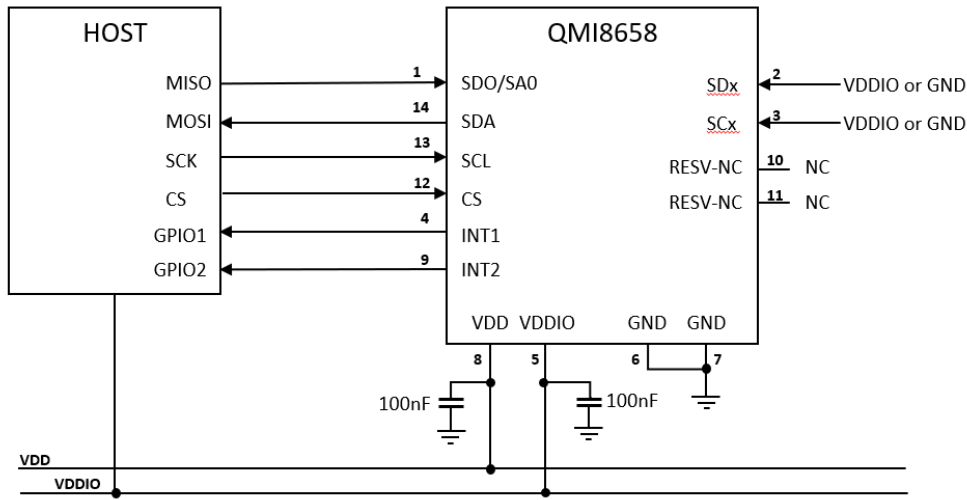 HOST
QMI8658
MISO 1 SDO/SA0 SDx 2 VDDIO or GND
MOSI 14 SDA SCx 3 VDDIO or GND
SCK 13 SCL RESV-NC 10 NC
CS 12 CS RESV-NC 11 NC
GPIO1 4 INT1
GPIO2 9 INT2
VDD VDDIO GND GND
8 5 6 7
100nF 100nF
VDD
VDDIO